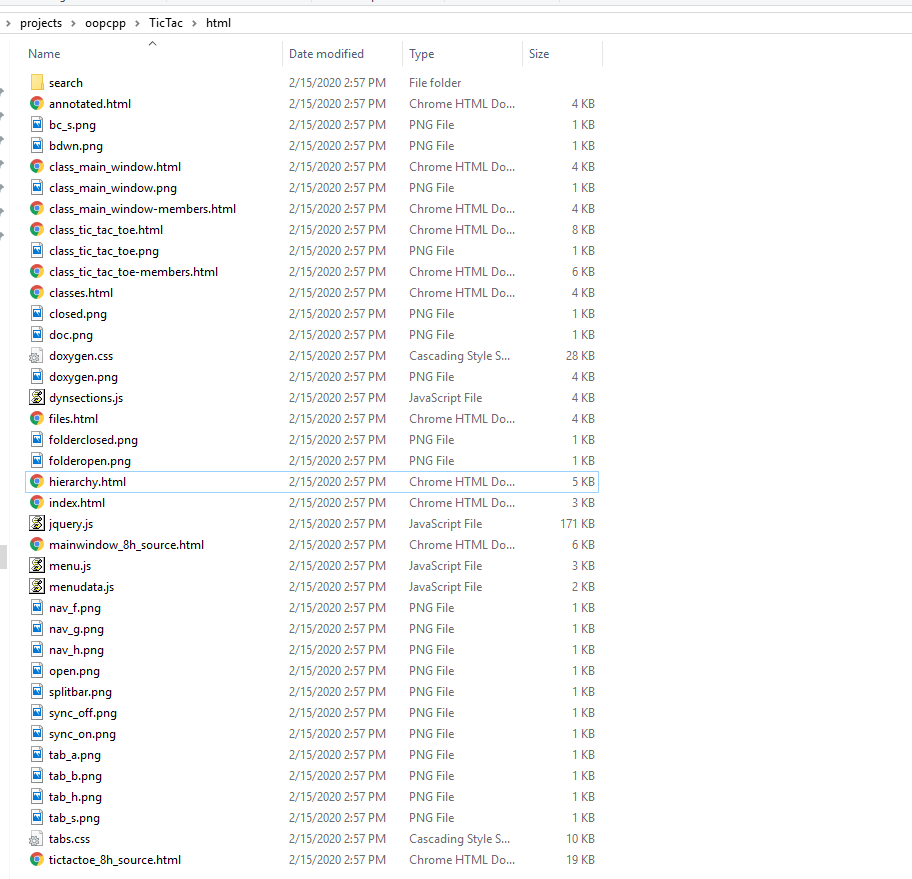 projects > oopcpp > TicTac > html
Name Date modified Type Size
search 2/15/2020 2:57 PM File folder
annotated.html 2/15/2020 2:57 PM Chrome HTML Do... 4 KB
bc_s.png 2/15/2020 2:57 PM PNG File 1 KB
bdwn.png 2/15/2020 2:57 PM PNG File 1 KB
class_main_window.html 2/15/2020 2:57 PM Chrome HTML Do... 4 KB
class_main_window.png 2/15/2020 2:57 PM PNG File 1 KB
class_main_window-members.html 2/15/2020 2:57 PM Chrome HTML Do... 4 KB
class_tic_tac_toe.html 2/15/2020 2:57 PM Chrome HTML Do... 8 KB
class_tic_tac_toe.png 2/15/2020 2:57 PM PNG File 1 KB
class_tic_tac_toe-members.html 2/15/2020 2:57 PM Chrome HTML Do... 6 KB
classes.html 2/15/2020 2:57 PM Chrome HTML Do... 4 KB
closed.png 2/15/2020 2:57 PM PNG File 1 KB
doc.png 2/15/2020 2:57 PM PNG File 1 KB
doxygen.css 2/15/2020 2:57 PM Cascading Style S... 28 KB
doxygen.png 2/15/2020 2:57 PM PNG File 4 KB
dynsections.js 2/15/2020 2:57 PM JavaScript File 4 KB
files.html 2/15/2020 2:57 PM Chrome HTML Do... 4 KB
folderclosed.png 2/15/2020 2:57 PM PNG File 1 KB
folderopen.png 2/15/2020 2:57 PM PNG File 1 KB
hierarchy.html 2/15/2020 2:57 PM Chrome HTML Do... 5 KB
index.html 2/15/2020 2:57 PM Chrome HTML Do... 3 KB
jquery.js 2/15/2020 2:57 PM JavaScript File 171 KB
mainwindow_8h_source.html 2/15/2020 2:57 PM Chrome HTML Do... 6 KB
menu.js 2/15/2020 2:57 PM JavaScript File 3 KB
menudata.js 2/15/2020 2:57 PM JavaScript File 2 KB
nav_f.png 2/15/2020 2:57 PM PNG File 1 KB
nav_g.png 2/15/2020 2:57 PM PNG File 1 KB
nav_h.png 2/15/2020 2:57 PM PNG File 1 KB
open.png 2/15/2020 2:57 PM PNG File 1 KB
splitbar.png 2/15/2020 2:57 PM PNG File 1 KB
sync_off.png 2/15/2020 2:57 PM PNG File 1 KB
sync_on.png 2/15/2020 2:57 PM PNG File 1 KB
tab_a.png 2/15/2020 2:57 PM PNG File 1 KB
tab_b.png 2/15/2020 2:57 PM PNG File 1 KB
tab_h.png 2/15/2020 2:57 PM PNG File 1 KB
tab_s.png 2/15/2020 2:57 PM PNG File 1 KB
tabs.css 2/15/2020 2:57 PM Cascading Style S... 10 KB
tictactoe_8h_source.html 2/15/2020 2:57 PM Chrome HTML Do... 19 KB